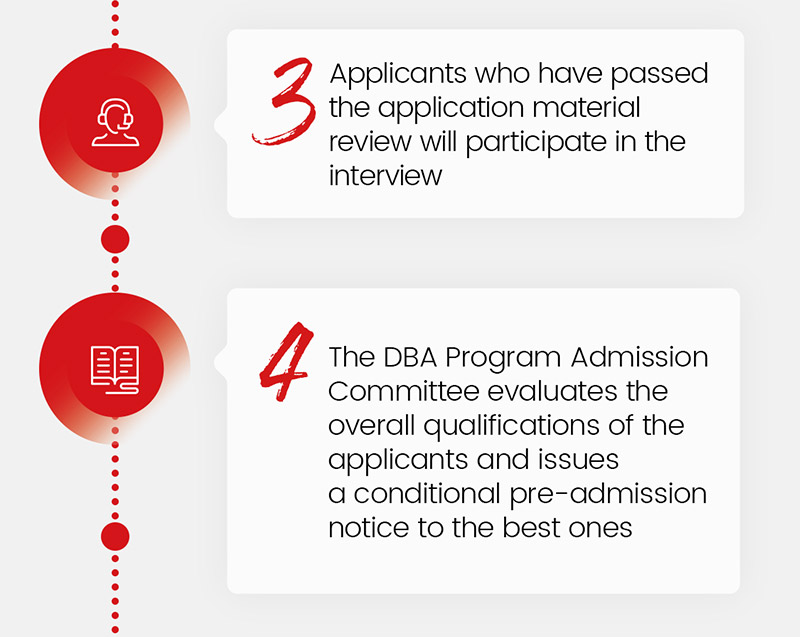 3
Applicants who have passed
the application material
review will participate in the
interview
4
The DBA Program Admission
Committee evaluates the
overall qualifications of the
applicants and issues
a conditional pre-admission
notice to the best ones